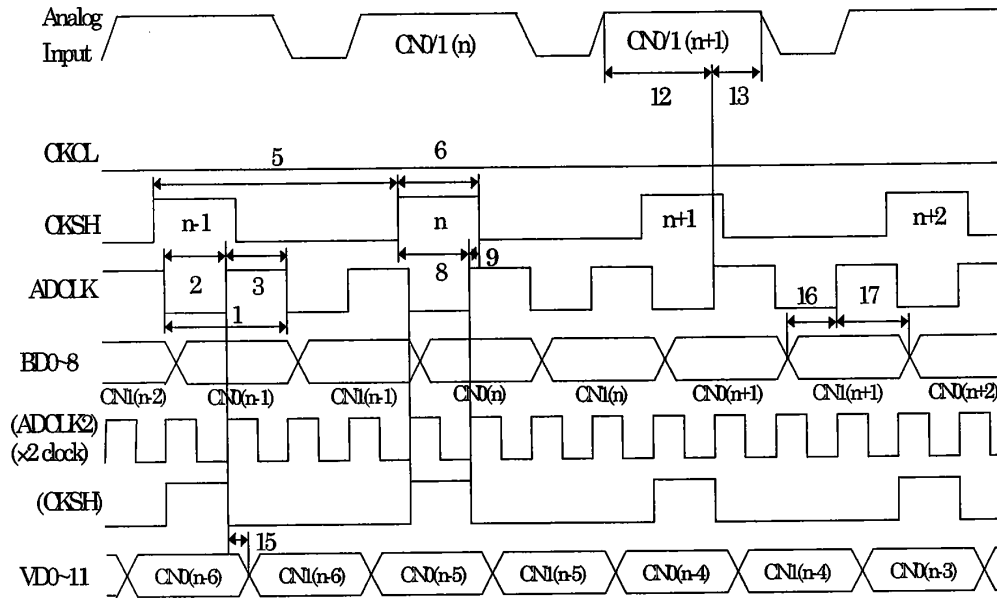 Analog
Input
CN0/1 (n)
CN0/1 (n+1)
12
13
CKCL
5
6
CKSH
n-1
n
n+1
n+2
ADCLK
2
3
8
9
1
16
17
BD0~8
CN1(n-2)
CN0(n-1)
CN1(n-1)
CN0(n)
CN1(n)
CN0(n+1)
CN1(n+1)
CN0(n+2)
(ADCLK2)
(×2 clock)
(CKSH)
15
VD0~11
CN0(n-6)
CN1(n-6)
CN0(n-5)
CN1(n-5)
CN0(n-4)
CN1(n-4)
CN0(n-3)